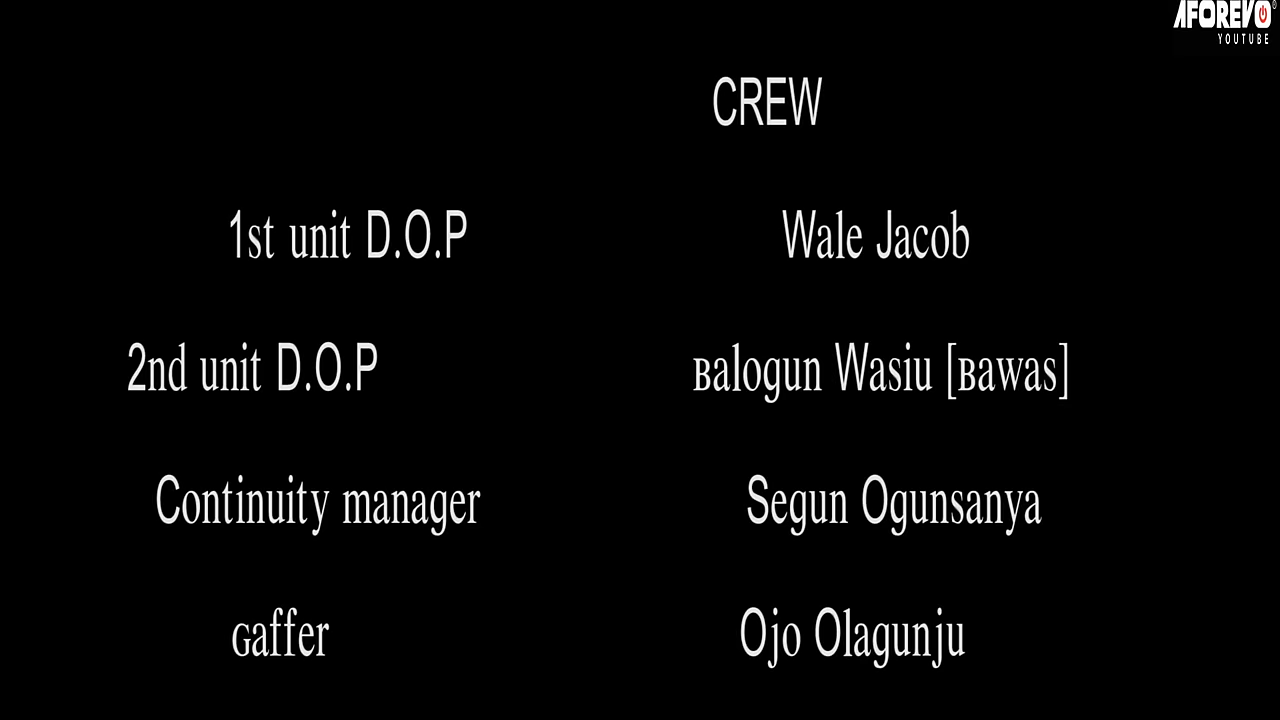 AFOREVO
YOUTUBE
CREW
1st unit D.O.P Wale Jacob
2nd unit D.O.P Balogun Wasiu [Bawas]
Continuity manager Segun Ogunsanya
Gaffer Ojo Olagunju